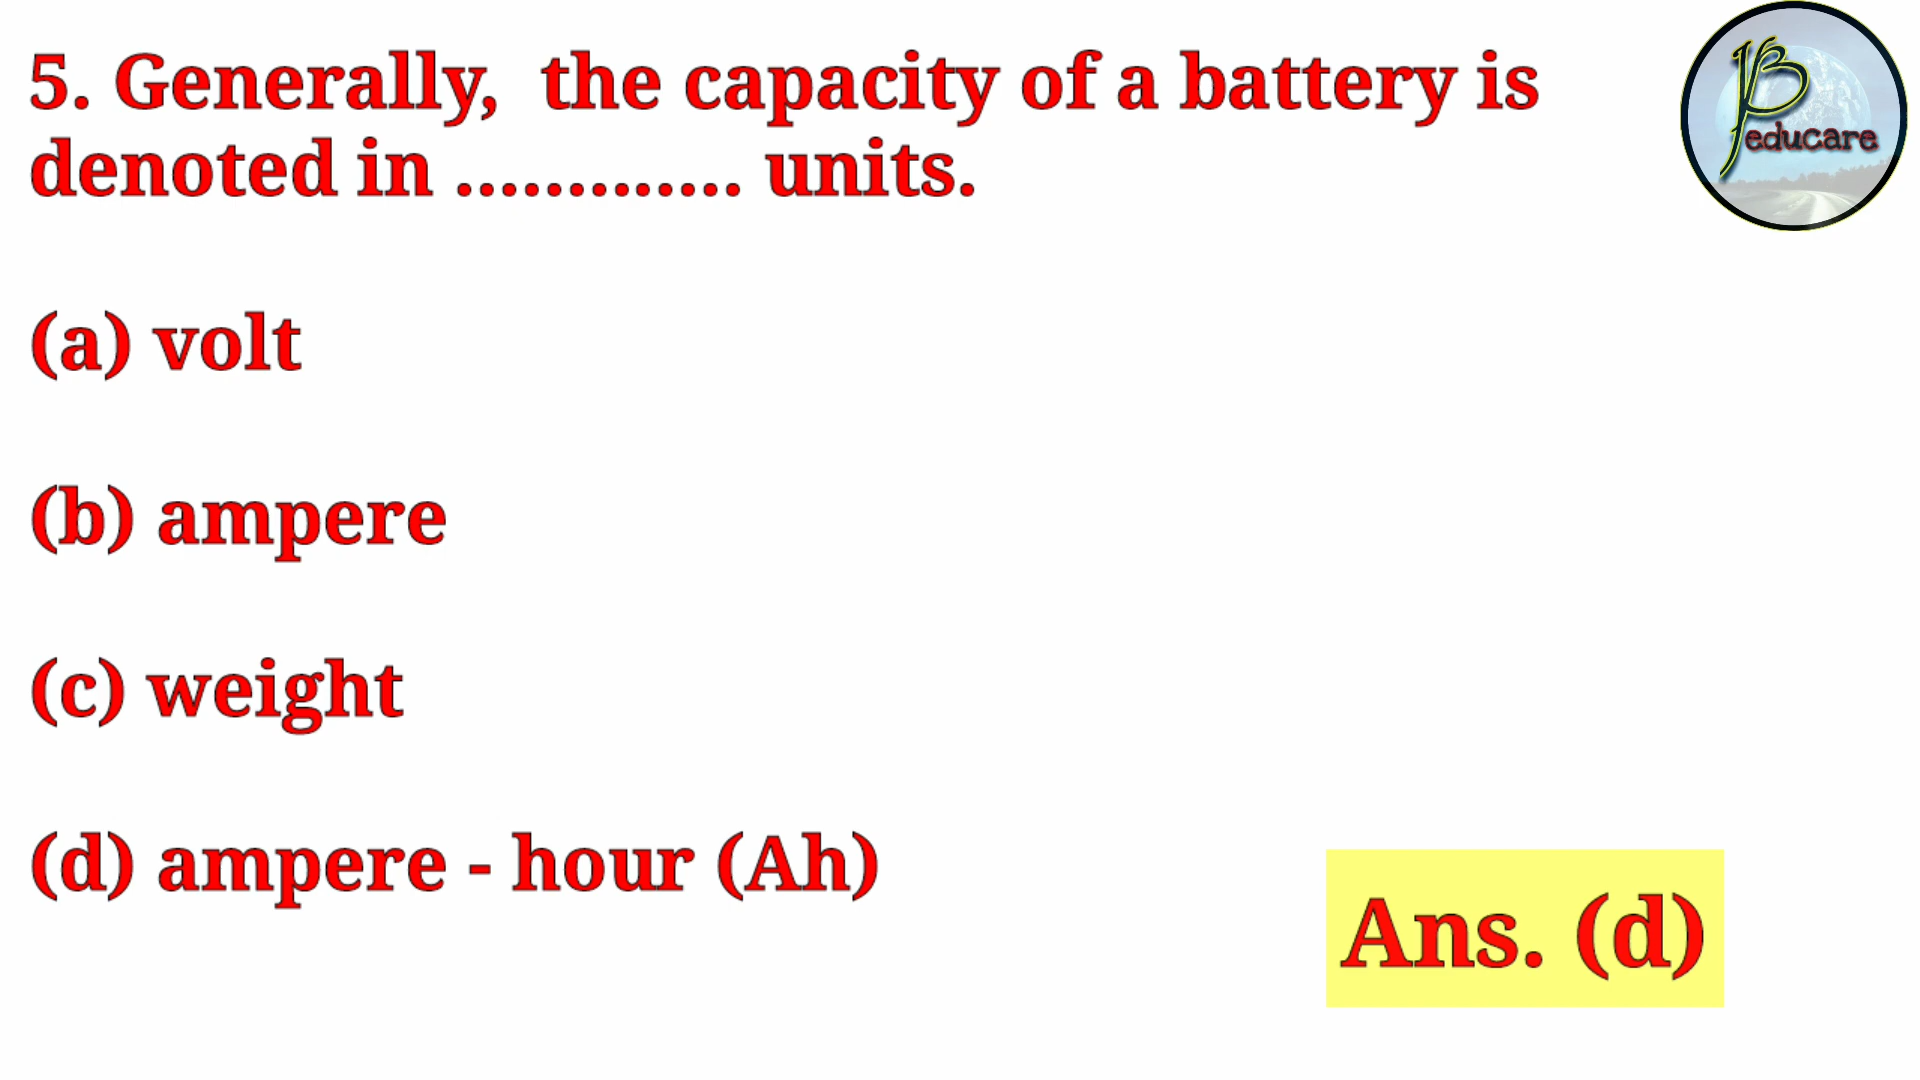 5. Generally,  the capacity of a battery is
denoted in ............. units.
(a) volt
(b) ampere
(c) weight
(d) ampere - hour (Ah)
Ans. (d)
educare